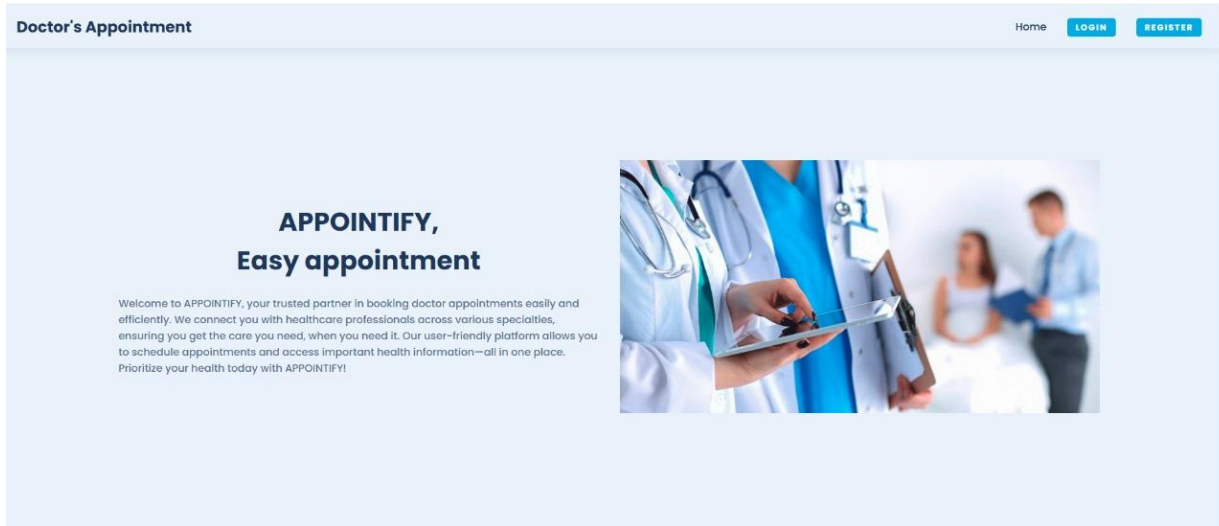 Doctor's Appointment
Home
LOGIN
REGISTER
APPOINTIFY,
Easy appointment
Welcome to APPOINTIFY, your trusted partner in booking doctor appointments easily and
efficiently. We connect you with healthcare professionals across various specialties,
ensuring you get the care you need, when you need it. Our user-friendly platform allows you
to schedule appointments and access important health information—all in one place.
Prioritize your health today with APPOINTIFY!